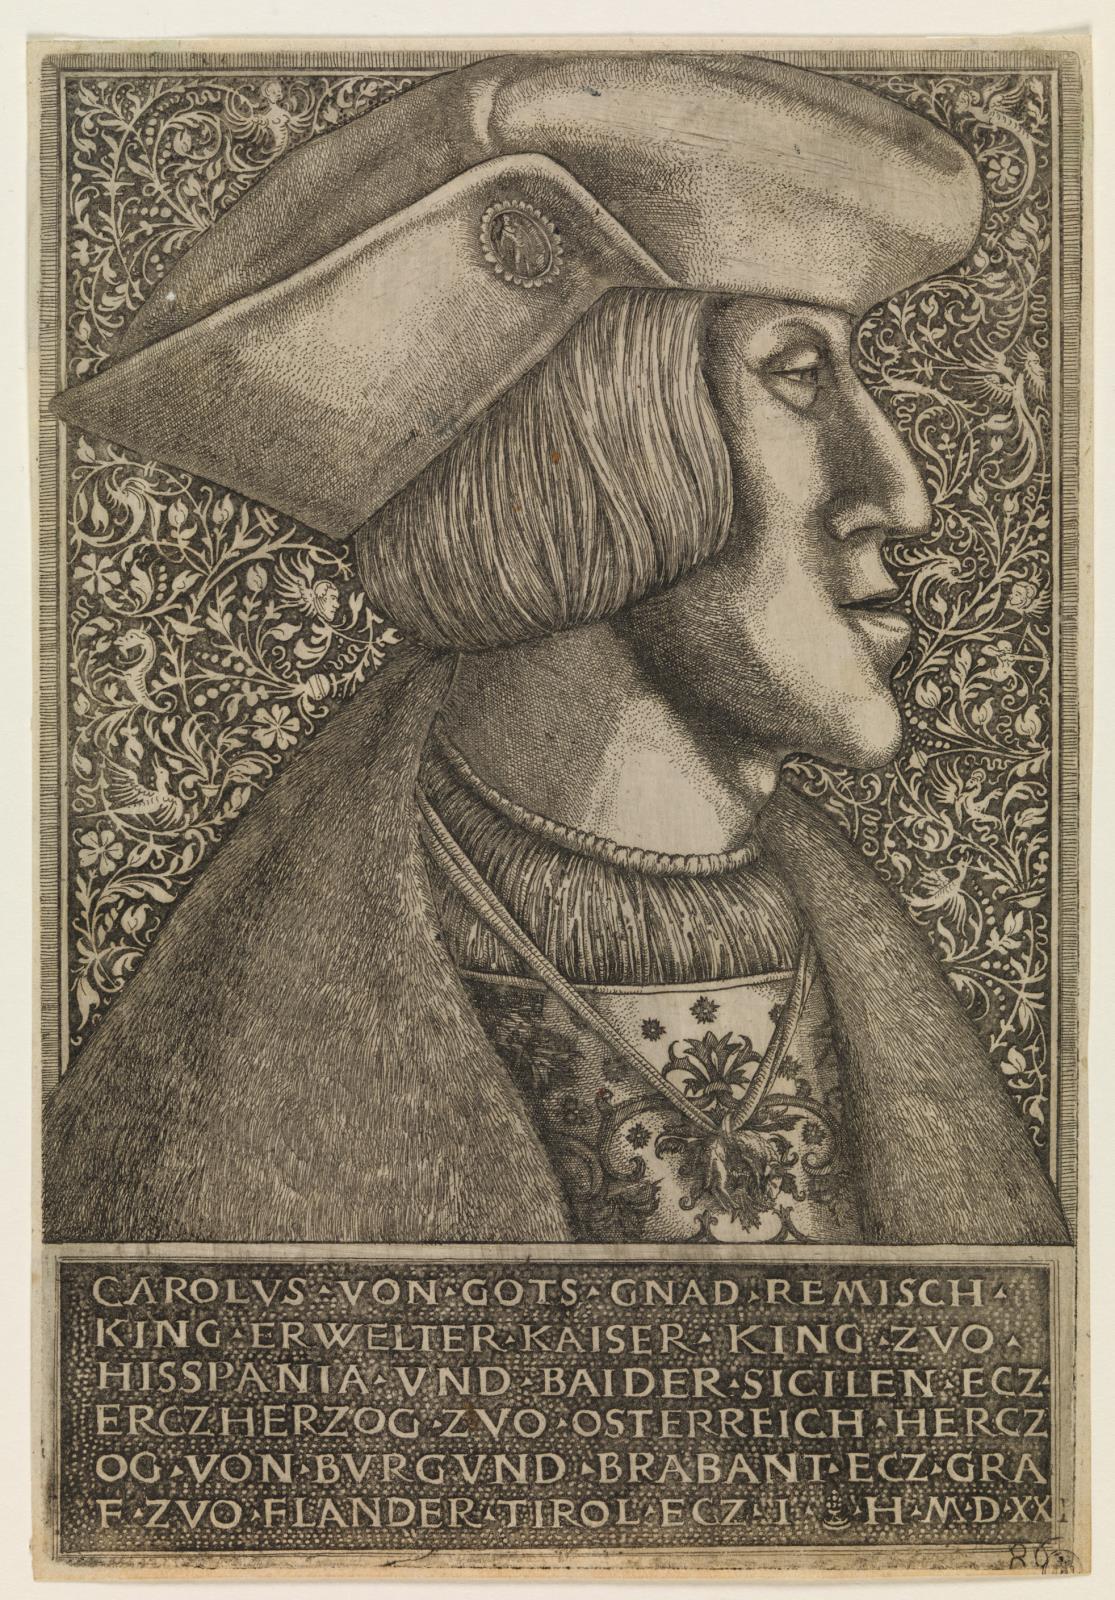 CAROLVS · VON · GOTS · GNAD · REMISCH ·
KING · ERWELTER · KAISER · KING · ZVO ·
HISSPANIA · VND · BAIDER · SICILEN · ECZ ·
ERCZHERZOG · ZVO · OSTERREICH · HERCZ
OG · VON · BVRGVND · BRABANT · ECZ · GRA
F · ZVO · FLANDER · TIROL · ECZ · I · H · M · D · XX